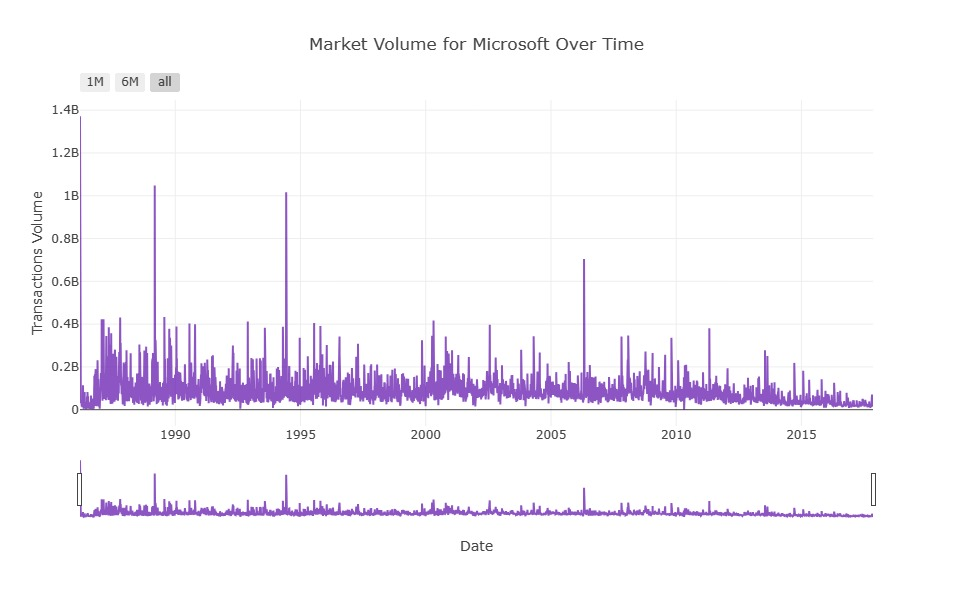 Market Volume for Microsoft Over Time
1M 6M all
1.4B
1.2B
1B
0.8B
0.6B
0.4B
0.2B
0
Transactions Volume
1990 1995 2000 2005 2010 2015
Date